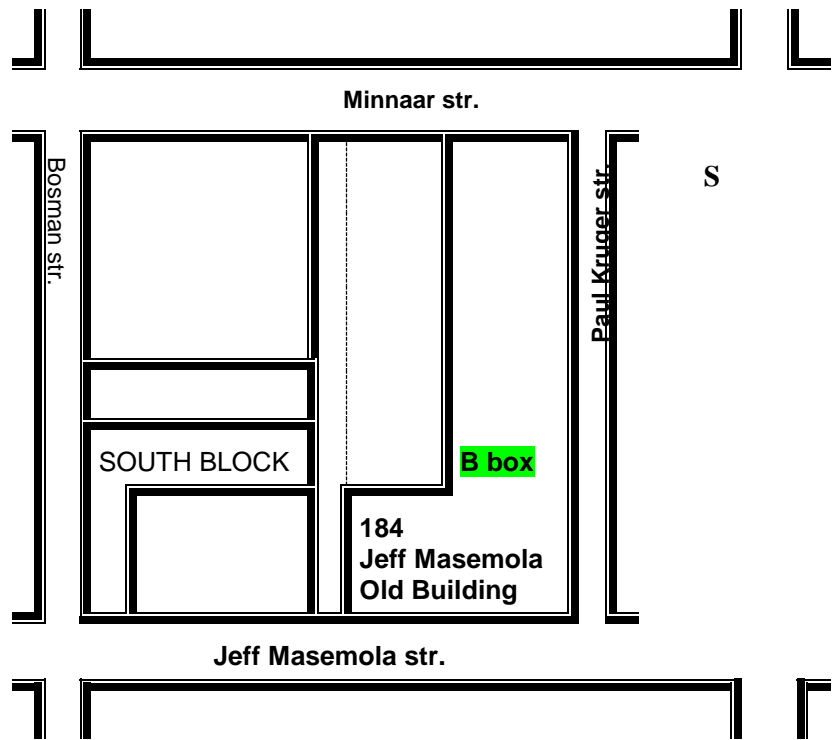 Minnaar str.
Bosman str.
Paul Kruger str.
S
SOUTH BLOCK
B box
184
Jeff Masemola
Old Building
Jeff Masemola str.